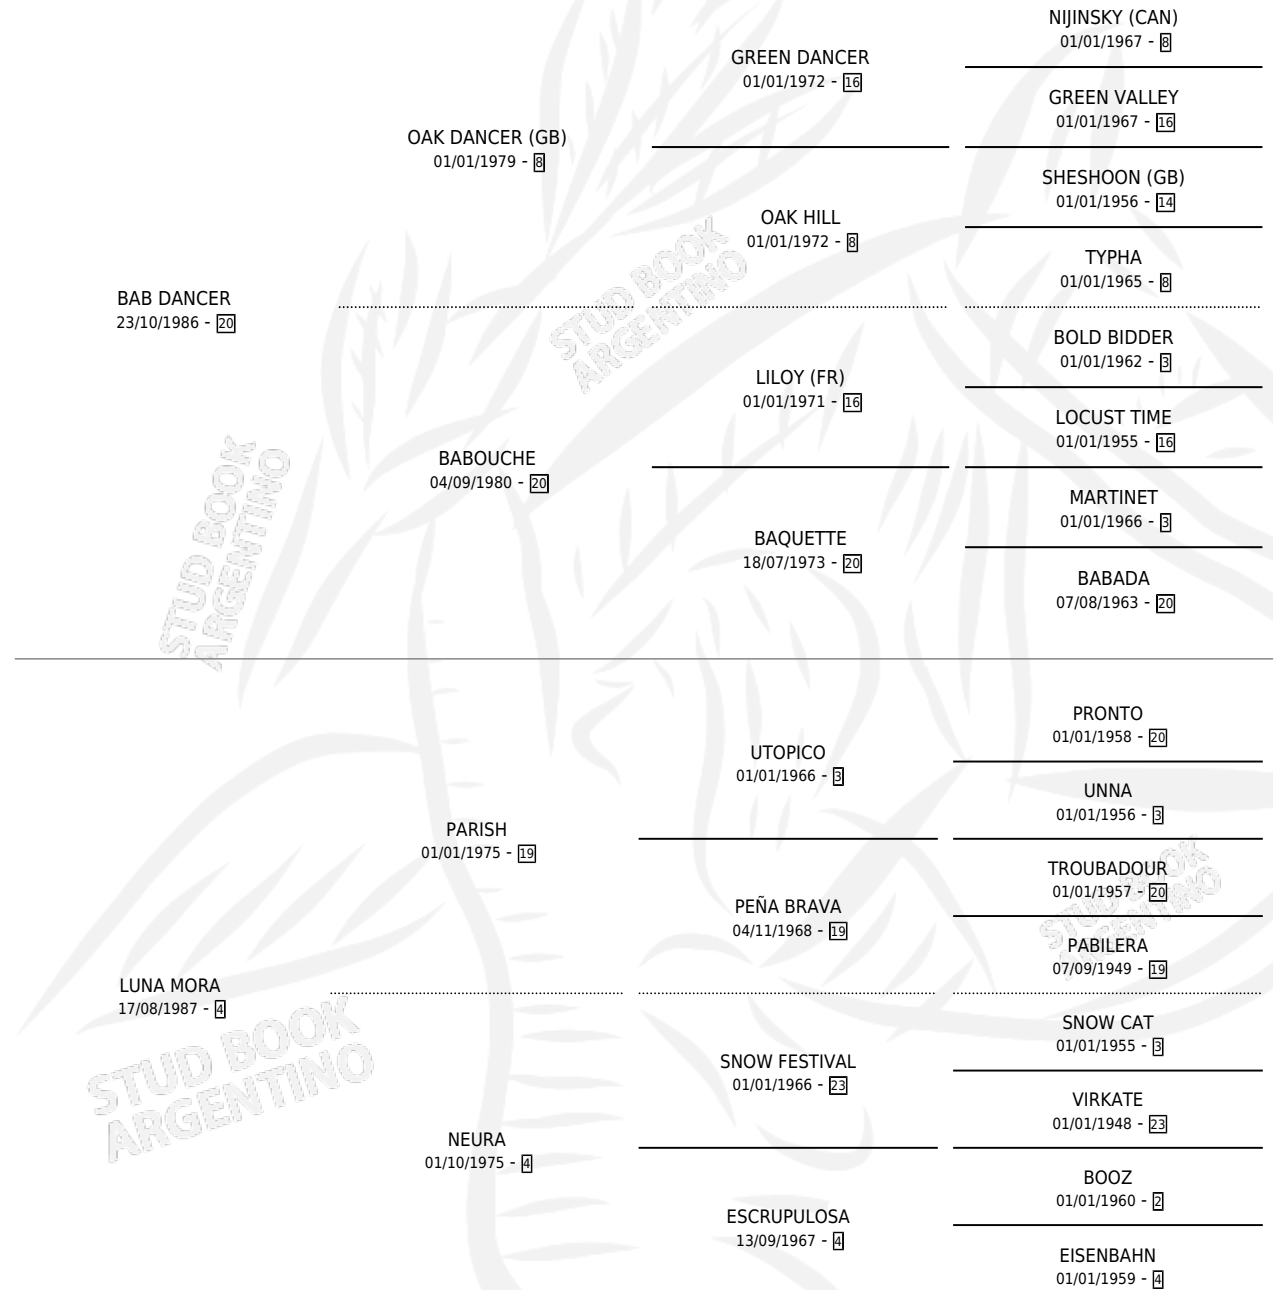 NIJINSKY (CAN)
01/01/1967 - 8
GREEN DANCER
01/01/1972 - 16
GREEN VALLEY
01/01/1967 - 16
OAK DANCER (GB)
01/01/1979 - 8
SHESHOON (GB)
01/01/1956 - 14
OAK HILL
01/01/1972 - 8
TYPHA
01/01/1965 - 8
BAB DANCER
23/10/1986 - 20
BOLD BIDDER
01/01/1962 - 3
LILOY (FR)
01/01/1971 - 16
LOCUST TIME
01/01/1955 - 16
BABOUCHE
04/09/1980 - 20
MARTINET
01/01/1966 - 3
BAQUETTE
18/07/1973 - 20
BABADA
07/08/1963 - 20
PRONTO
01/01/1958 - 20
UTOPICO
01/01/1966 - 3
UNNA
01/01/1956 - 3
PARISH
01/01/1975 - 19
TROUBADOUR
01/01/1957 - 20
PEÑA BRAVA
04/11/1968 - 19
PABILERA
07/09/1949 - 19
LUNA MORA
17/08/1987 - 4
SNOW CAT
01/01/1955 - 3
SNOW FESTIVAL
01/01/1966 - 23
VIRKATE
01/01/1948 - 23
NEURA
01/10/1975 - 4
BOOZ
01/01/1960 - 2
ESCRUPULOSA
13/09/1967 - 4
EISENBAHN
01/01/1959 - 4
STUD BOOK
ARGENTINO
STUD BOOK
ARGENTINO
STUD BOOK
ARGENTINO
STUD BOOK
ARGENTINO